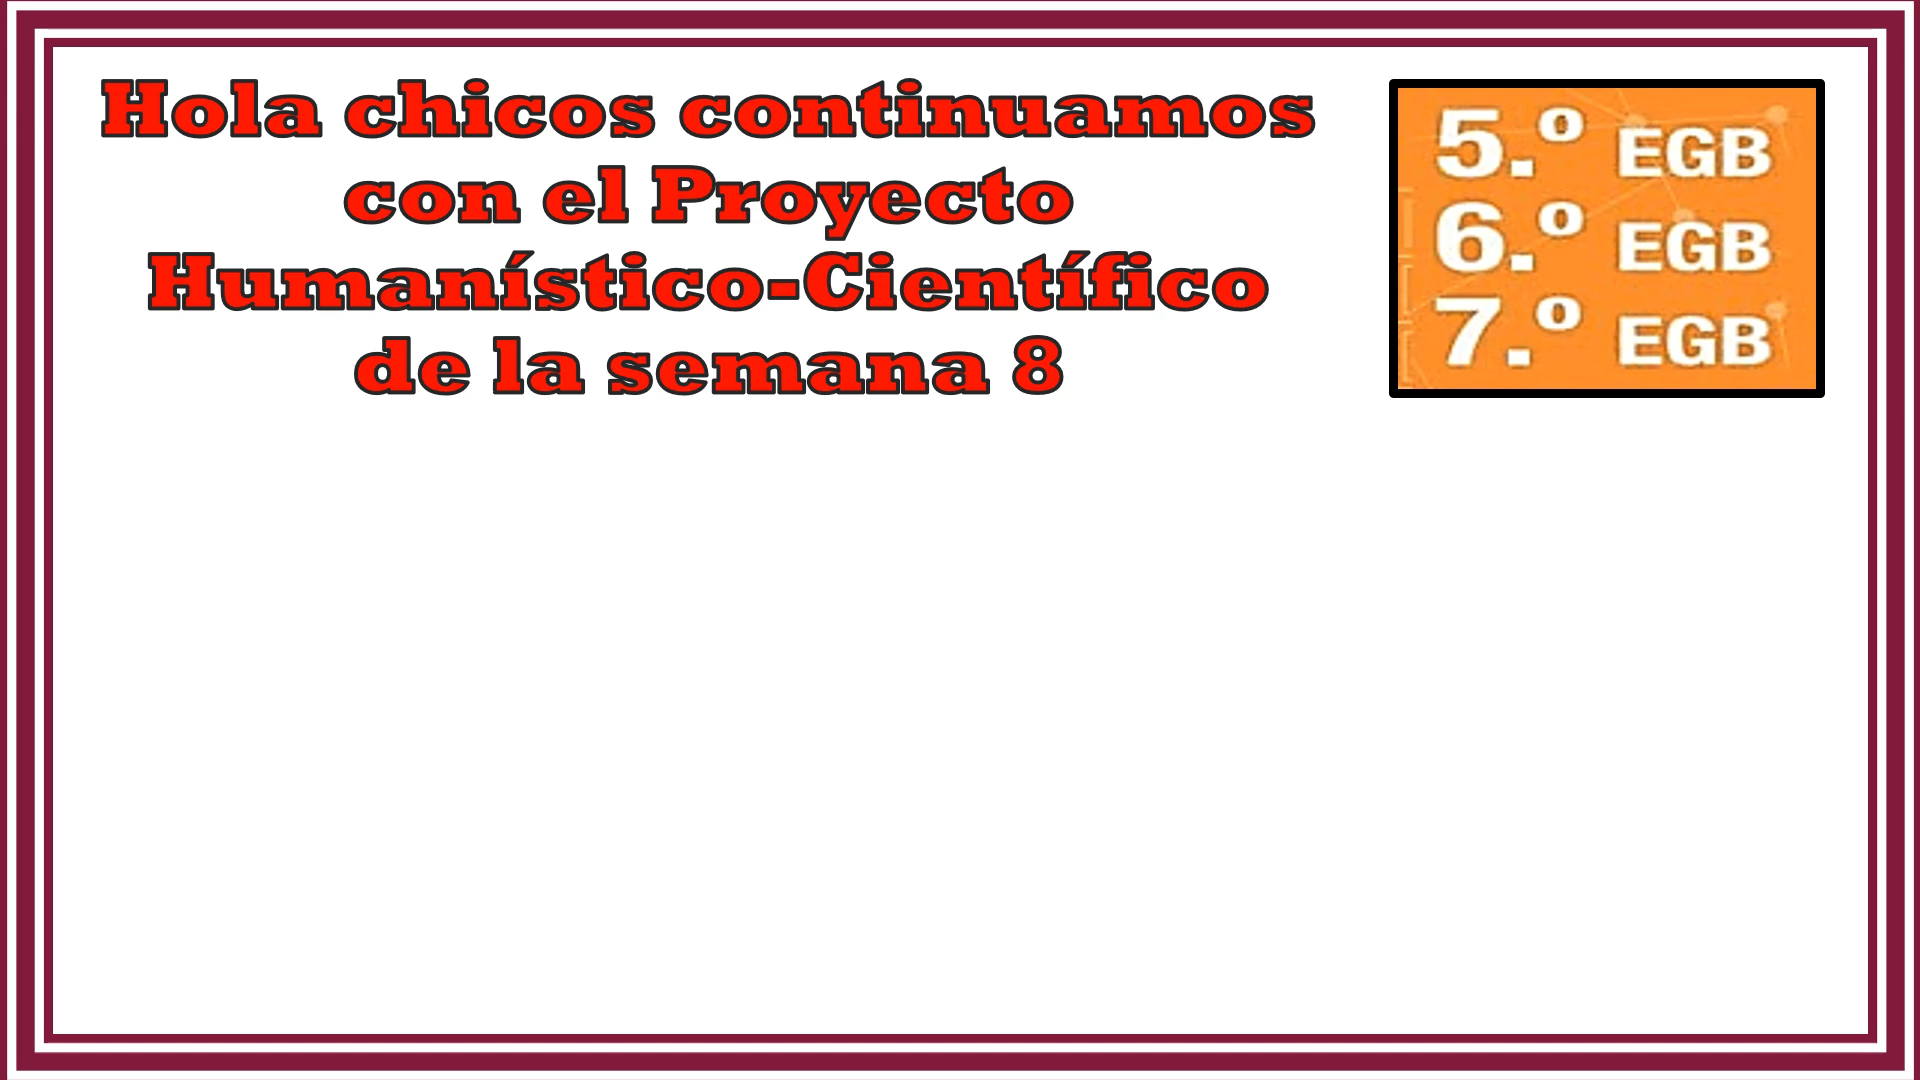 Hola chicos continuamos
con el Proyecto
Humanístico-Científico
de la semana 8
5.º EGB
6.º EGB
7.º EGB